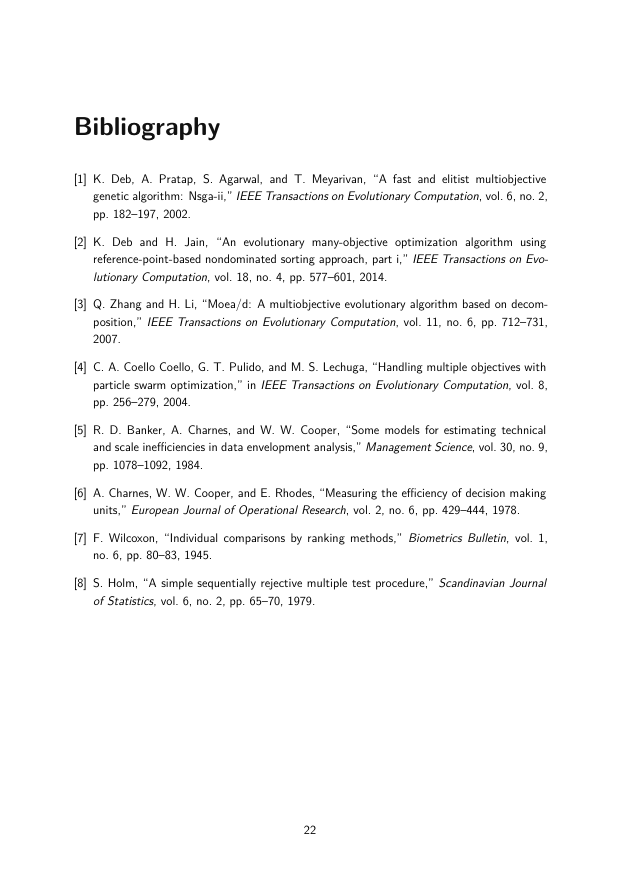 Bibliography
[1] K. Deb, A. Pratap, S. Agarwal, and T. Meyarivan, “A fast and elitist multiobjective
genetic algorithm: Nsga-ii,” IEEE Transactions on Evolutionary Computation, vol. 6, no. 2,
pp. 182–197, 2002.
[2] K. Deb and H. Jain, “An evolutionary many-objective optimization algorithm using
reference-point-based nondominated sorting approach, part i,” IEEE Transactions on Evo-
lutionary Computation, vol. 18, no. 4, pp. 577–601, 2014.
[3] Q. Zhang and H. Li, “Moea/d: A multiobjective evolutionary algorithm based on decom-
position,” IEEE Transactions on Evolutionary Computation, vol. 11, no. 6, pp. 712–731,
2007.
[4] C. A. Coello Coello, G. T. Pulido, and M. S. Lechuga, “Handling multiple objectives with
particle swarm optimization,” in IEEE Transactions on Evolutionary Computation, vol. 8,
pp. 256–279, 2004.
[5] R. D. Banker, A. Charnes, and W. W. Cooper, “Some models for estimating technical
and scale inefficiencies in data envelopment analysis,” Management Science, vol. 30, no. 9,
pp. 1078–1092, 1984.
[6] A. Charnes, W. W. Cooper, and E. Rhodes, “Measuring the efficiency of decision making
units,” European Journal of Operational Research, vol. 2, no. 6, pp. 429–444, 1978.
[7] F. Wilcoxon, “Individual comparisons by ranking methods,” Biometrics Bulletin, vol. 1,
no. 6, pp. 80–83, 1945.
[8] S. Holm, “A simple sequentially rejective multiple test procedure,” Scandinavian Journal
of Statistics, vol. 6, no. 2, pp. 65–70, 1979.
22